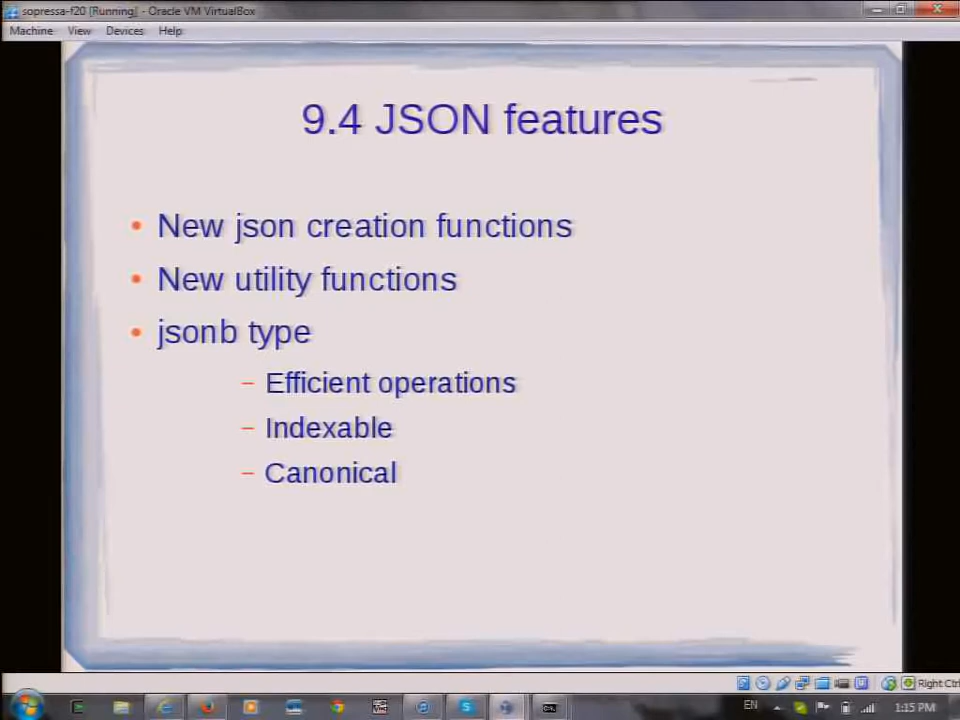 sopressa-f20 [Running] - Oracle VM VirtualBox
Machine View Devices Help
9.4 JSON features
• New json creation functions
• New utility functions
• jsonb type
– Efficient operations
– Indexable
– Canonical
Right Ctrl
EN 1:15 PM